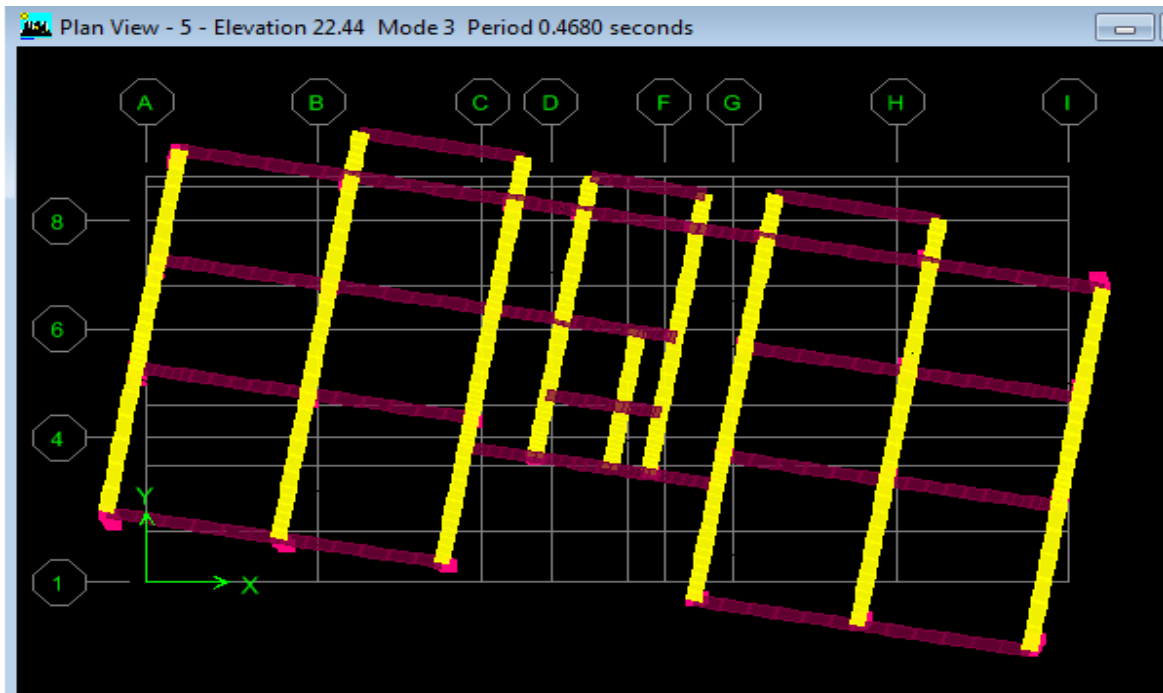 Plan View - 5 - Elevation 22.44 Mode 3 Period 0.4680 seconds
A B C D F G H I
8
6
4
Y
X
1